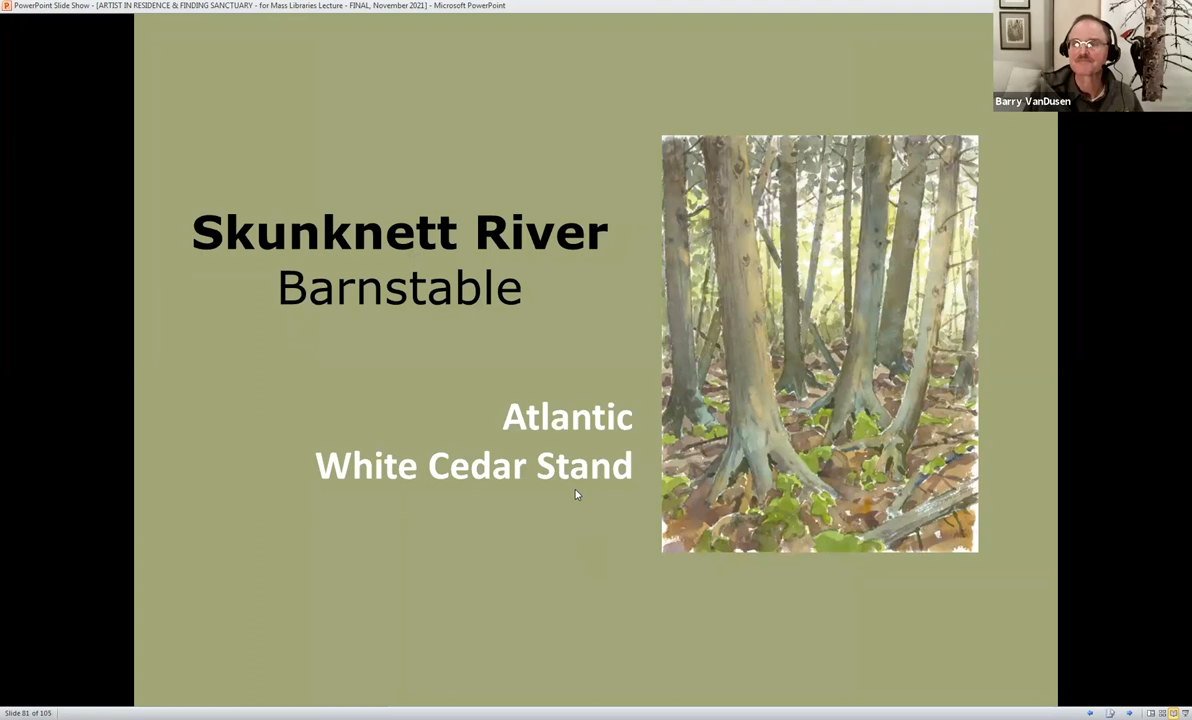 PowerPoint Slide Show - [ARTIST IN RESIDENCE & FINDING SANCTUARY - for Mass Libraries Lecture - FINAL, November 2021] - Microsoft PowerPoint
Barry VanDusen
Skunknett River
Barnstable
Atlantic
White Cedar Stand
Slide 81 of 105